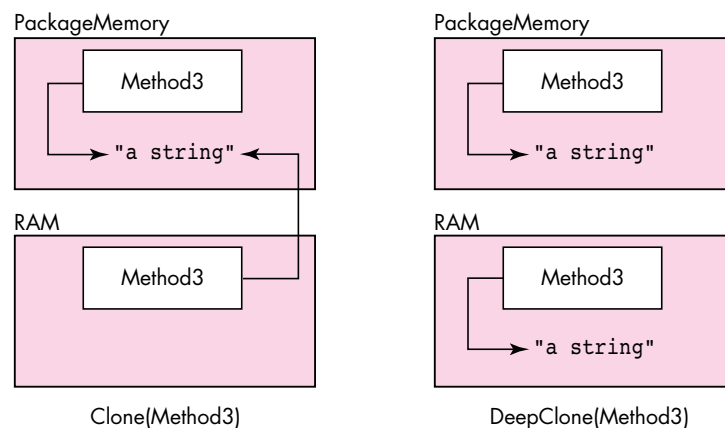 PackageMemory
Method3
"a string"
RAM
Method3
Clone(Method3)
PackageMemory
Method3
"a string"
RAM
Method3
"a string"
DeepClone(Method3)